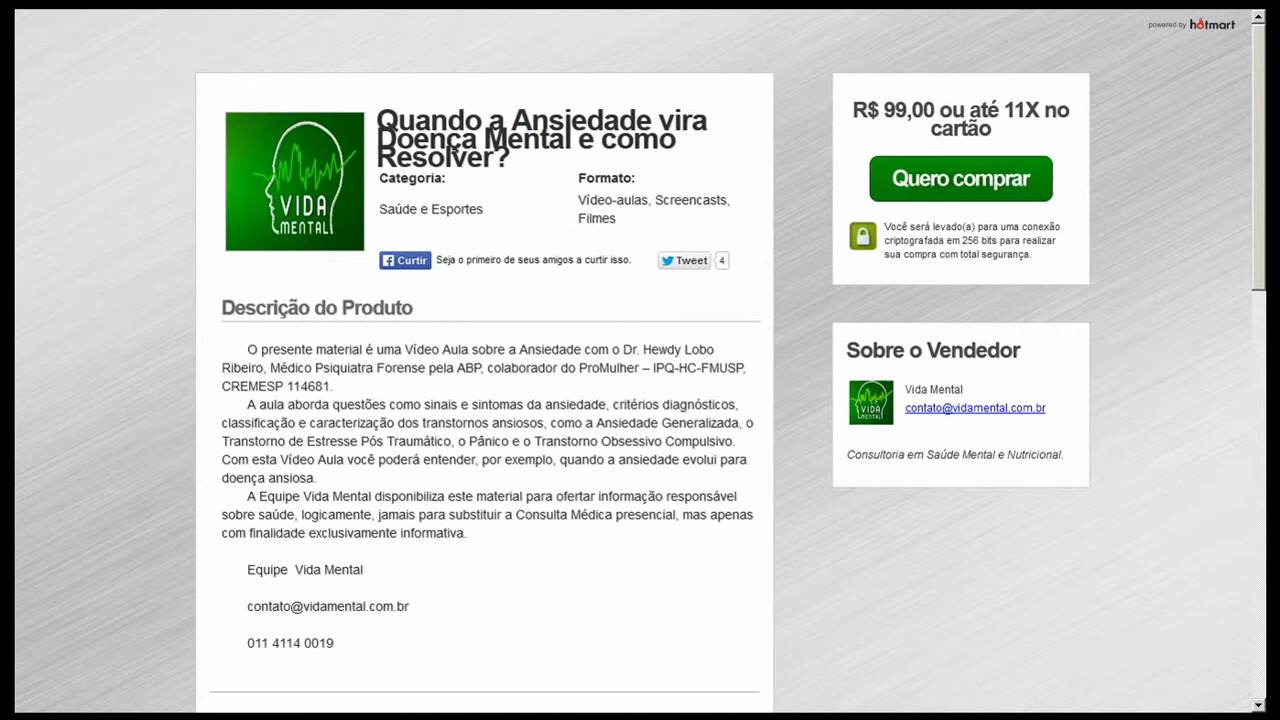 powered by hotmart
Quando a Ansiedade vira
Doença Mental e como
Resolver?
VIDA
MENTAL
Categoria:
Saúde e Esportes
Formato:
Vídeo-aulas, Screencasts,
Filmes
Curtir Seja o primeiro de seus amigos a curtir isso.
Tweet 4
Descrição do Produto
O presente material é uma Vídeo Aula sobre a Ansiedade com o Dr. Hewdy Lobo
Ribeiro, Médico Psiquiatra Forense pela ABP, colaborador do ProMulher – IPQ-HC-FMUSP,
CREMESP 114681.
A aula aborda questões como sinais e sintomas da ansiedade, critérios diagnósticos,
classificação e caracterização dos transtornos ansiosos, como a Ansiedade Generalizada, o
Transtorno de Estresse Pós Traumático, o Pânico e o Transtorno Obsessivo Compulsivo.
Com esta Vídeo Aula você poderá entender, por exemplo, quando a ansiedade evolui para
doença ansiosa.
A Equipe Vida Mental disponibiliza este material para ofertar informação responsável
sobre saúde, logicamente, jamais para substituir a Consulta Médica presencial, mas apenas
com finalidade exclusivamente informativa.
Equipe Vida Mental
contato@vidamental.com.br
011 4114 0019
R$ 99,00 ou até 11X no
cartão
Quero comprar
Você será levado(a) para uma conexão
criptografada em 256 bits para realizar
sua compra com total segurança.
Sobre o Vendedor
VIDA
MENTAL
Vida Mental
contato@vidamental.com.br
Consultoria em Saúde Mental e Nutricional.